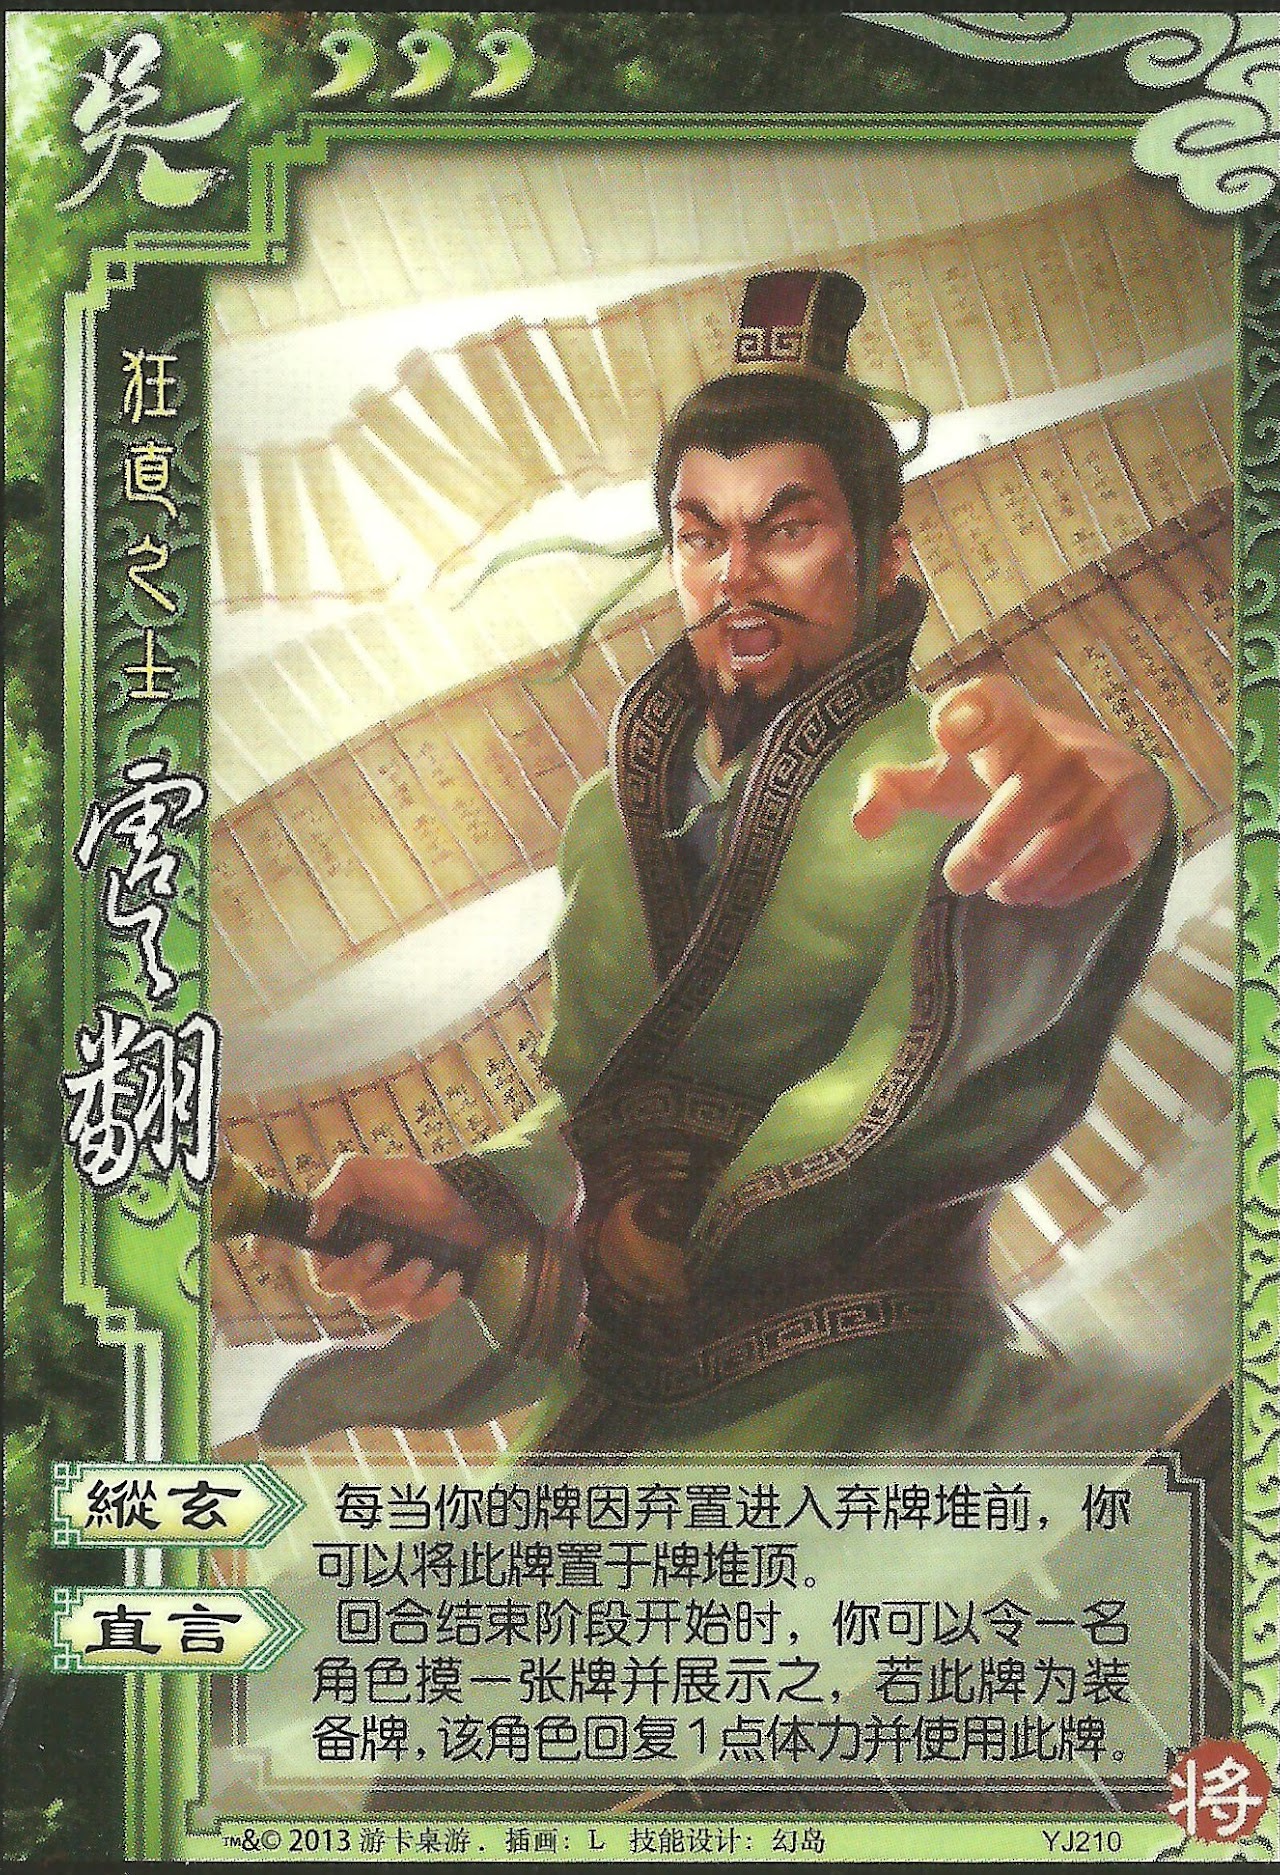 吴
狂直之士
虞翻
縱玄
每当你的牌因弃置进入弃牌堆前，你
可以将此牌置于牌堆顶。
直言
回合结束阶段开始时，你可以令一名
角色摸一张牌并展示之，若此牌为装
备牌，该角色回复1点体力并使用此牌。
将
™&© 2013 游卡桌游． 插画：L 技能设计：幻岛
YJ210